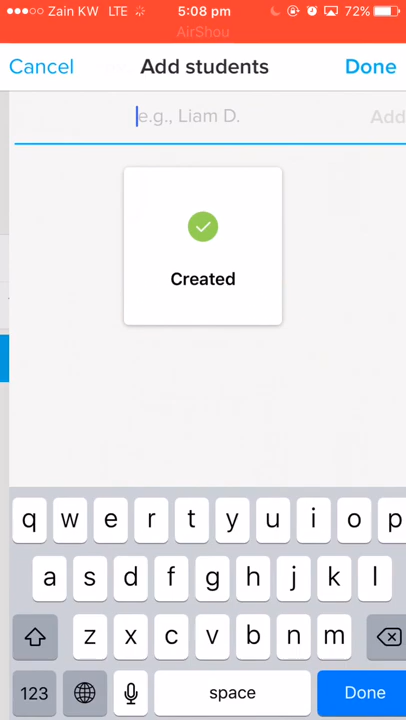 Zain KW LTE 5:08 pm 72%
AirShou
Cancel Add students Done
e.g., Liam D. Add
Created
q w e r t y u i o p
a s d f g h j k l
z x c v b n m
123 space Done